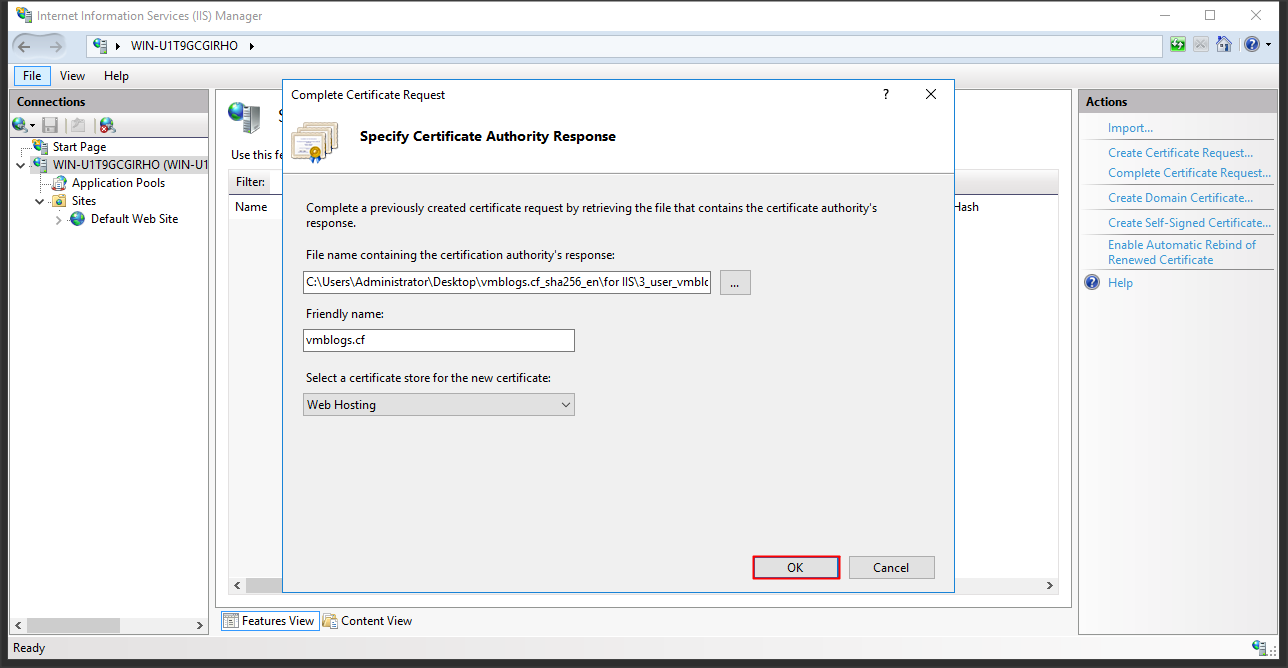 Internet Information Services (IIS) Manager
WIN-U1T9GCGIRHO
File View Help
Connections
Start Page
WIN-U1T9GCGIRHO (WIN-U1
Application Pools
Sites
Default Web Site
Use this fe
Filter:
Name
Hash
Complete Certificate Request
?
Specify Certificate Authority Response
Complete a previously created certificate request by retrieving the file that contains the certificate authority's
response.
File name containing the certification authority's response:
C:\Users\Administrator\Desktop\vmblogs.cf_sha256_en\for IIS\3_user_vmblc
...
Friendly name:
vmblogs.cf
Select a certificate store for the new certificate:
Web Hosting
OK
Cancel
Actions
Import...
Create Certificate Request...
Complete Certificate Request...
Create Domain Certificate...
Create Self-Signed Certificate...
Enable Automatic Rebind of
Renewed Certificate
Help
Features View
Content View
Ready